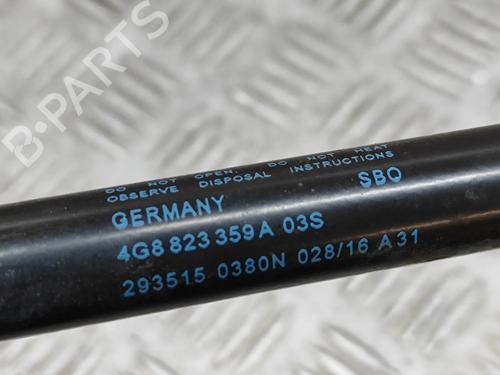 B-PARTS
DO NOT OPEN. DO NOT HEAT
OBSERVE DISPOSAL INSTRUCTIONS
GERMANY SBO
4G8 823 359 A 03S
293515 0380N 028/16 A31